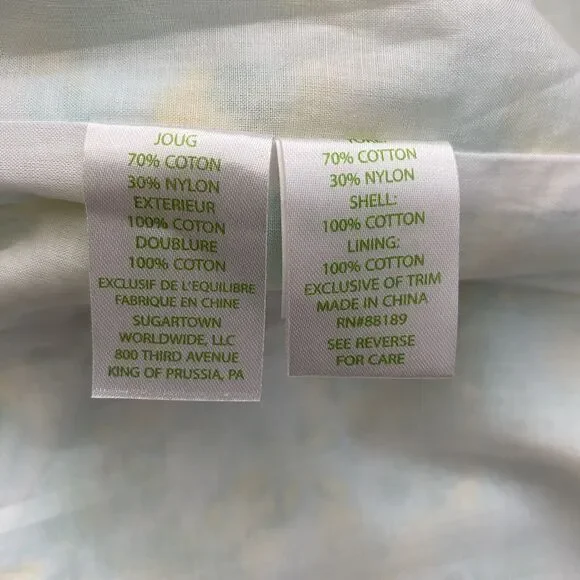 JOUG
70% COTON
30% NYLON
EXTERIEUR
100% COTON
DOUBLURE
100% COTON
EXCLUSIF DE L'EQUILIBRE
FABRIQUE EN CHINE
SUGARTOWN
WORLDWIDE, LLC
800 THIRD AVENUE
KING OF PRUSSIA, PA
70% COTTON
30% NYLON
SHELL:
100% COTTON
LINING:
100% COTTON
EXCLUSIVE OF TRIM
MADE IN CHINA
RN#88189
SEE REVERSE
FOR CARE